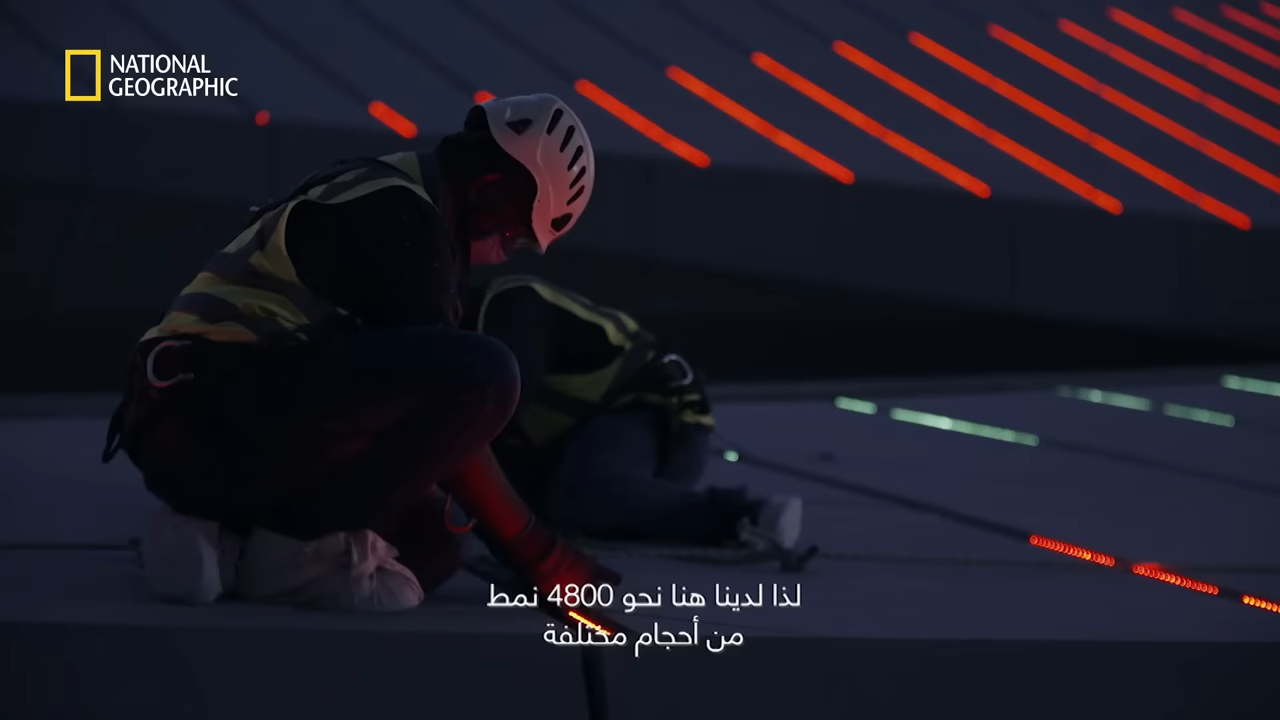 NATIONAL
GEOGRAPHIC
لذا لدينا هنا نحو 4800 نمط
من أحجام مختلفة